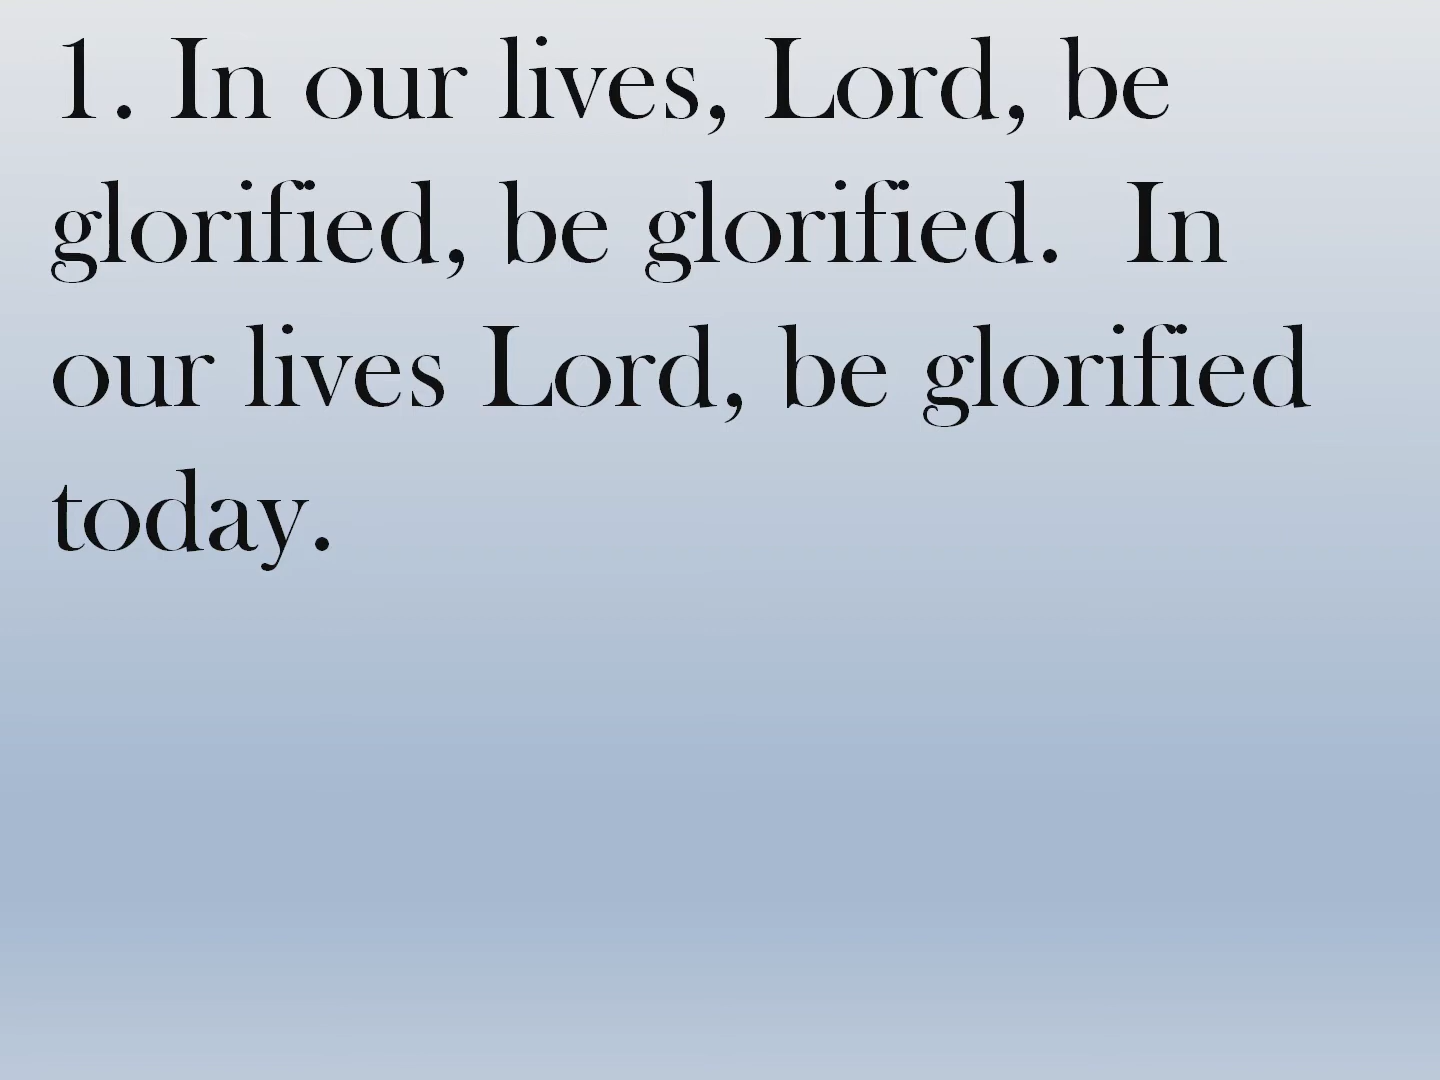 1. In our lives, Lord, be
glorified, be glorified.  In
our lives Lord, be glorified
today.